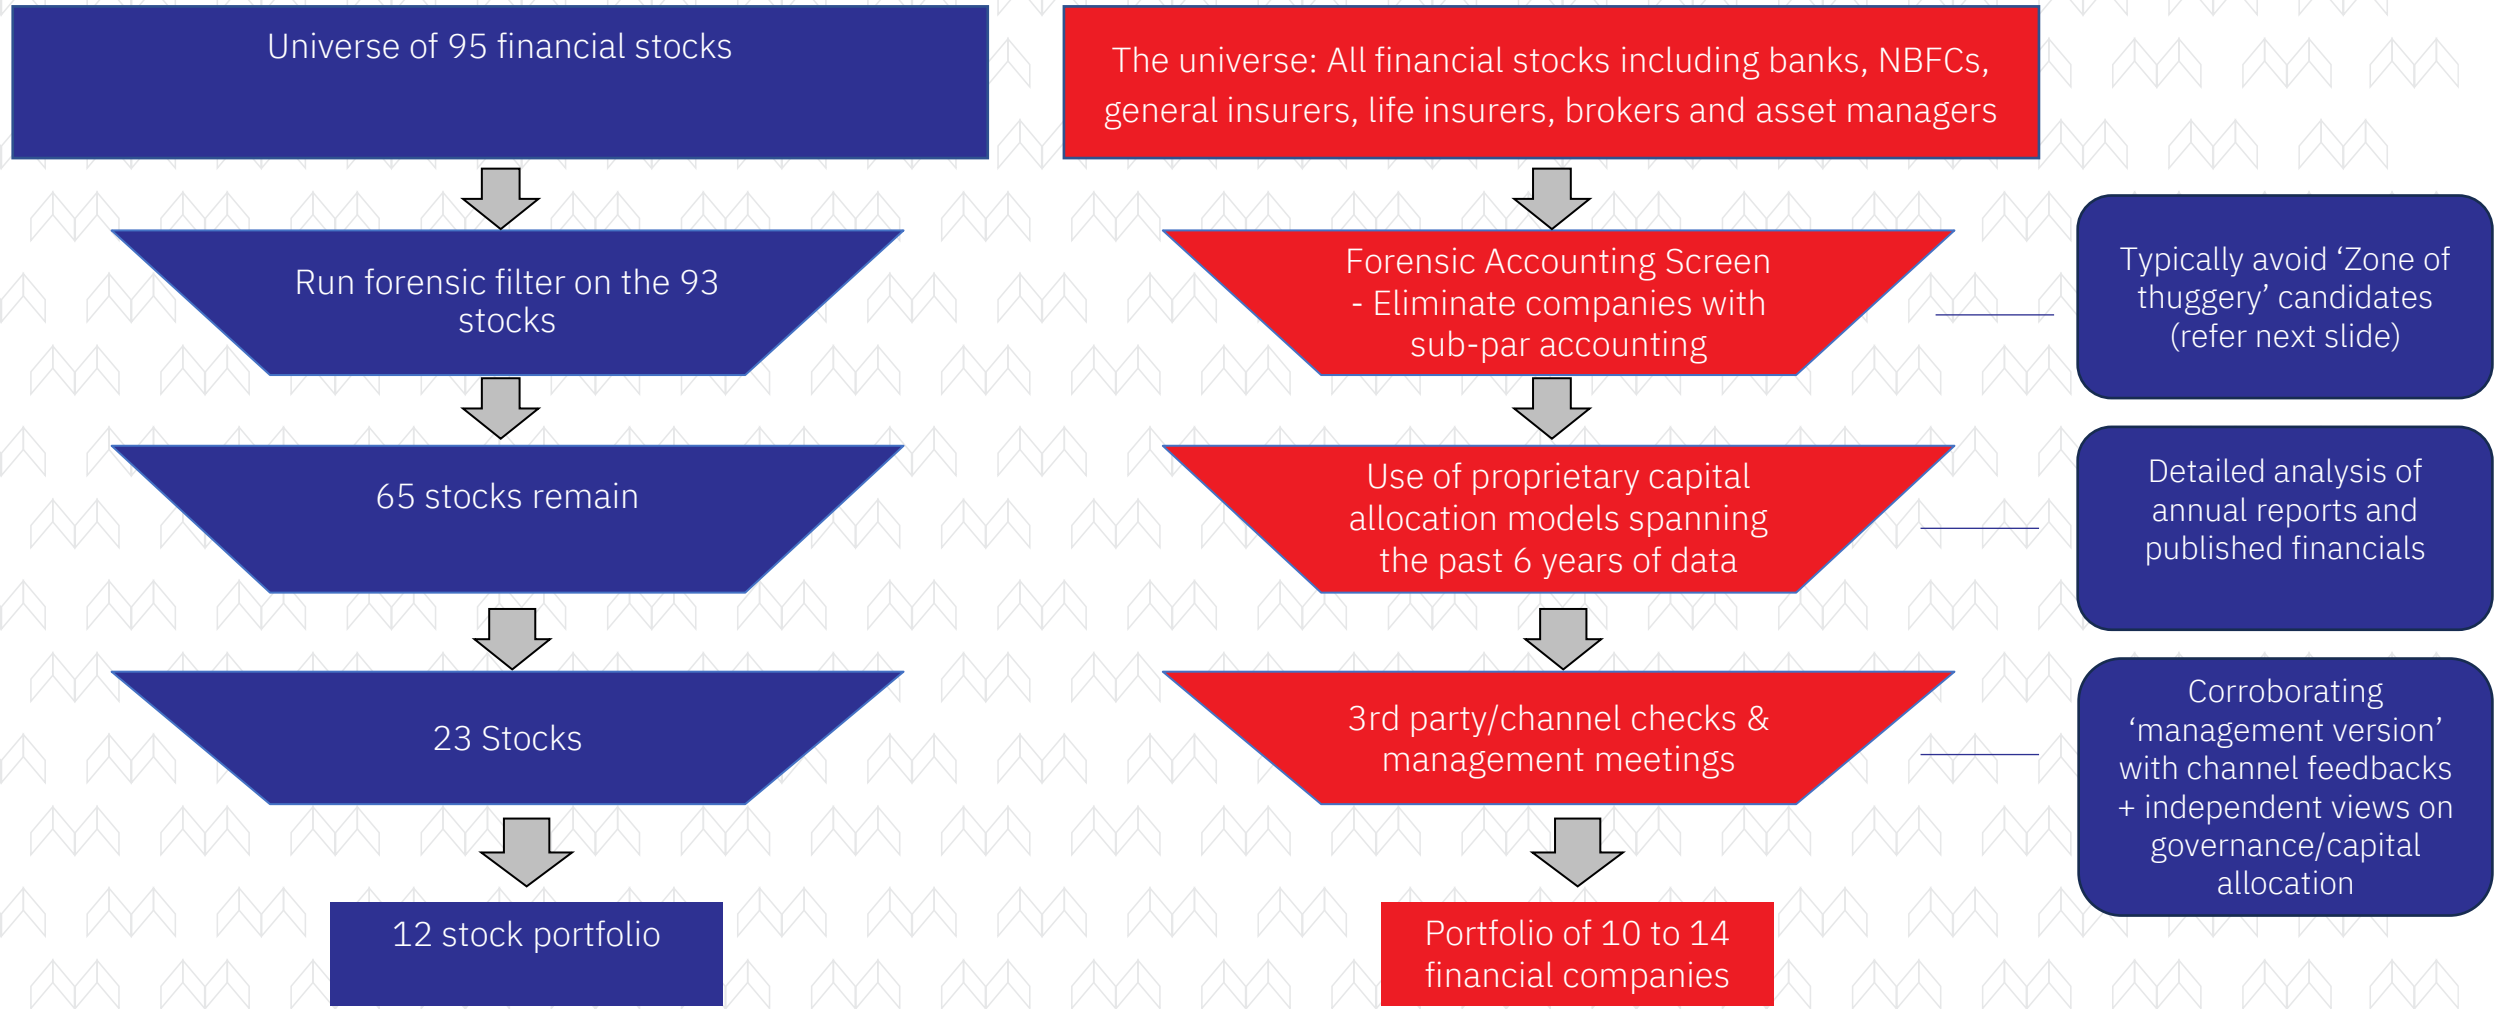 Universe of 95 financial stocks
Run forensic filter on the 93
stocks
65 stocks remain
23 Stocks
12 stock portfolio
The universe: All financial stocks including banks, NBFCs,
general insurers, life insurers, brokers and asset managers
Forensic Accounting Screen
- Eliminate companies with
sub-par accounting
Use of proprietary capital
allocation models spanning
the past 6 years of data
3rd party/channel checks &
management meetings
Portfolio of 10 to 14
financial companies
Typically avoid ‘Zone of
thuggery’ candidates
(refer next slide)
Detailed analysis of
annual reports and
published financials
Corroborating
‘management version’
with channel feedbacks
+ independent views on
governance/capital
allocation